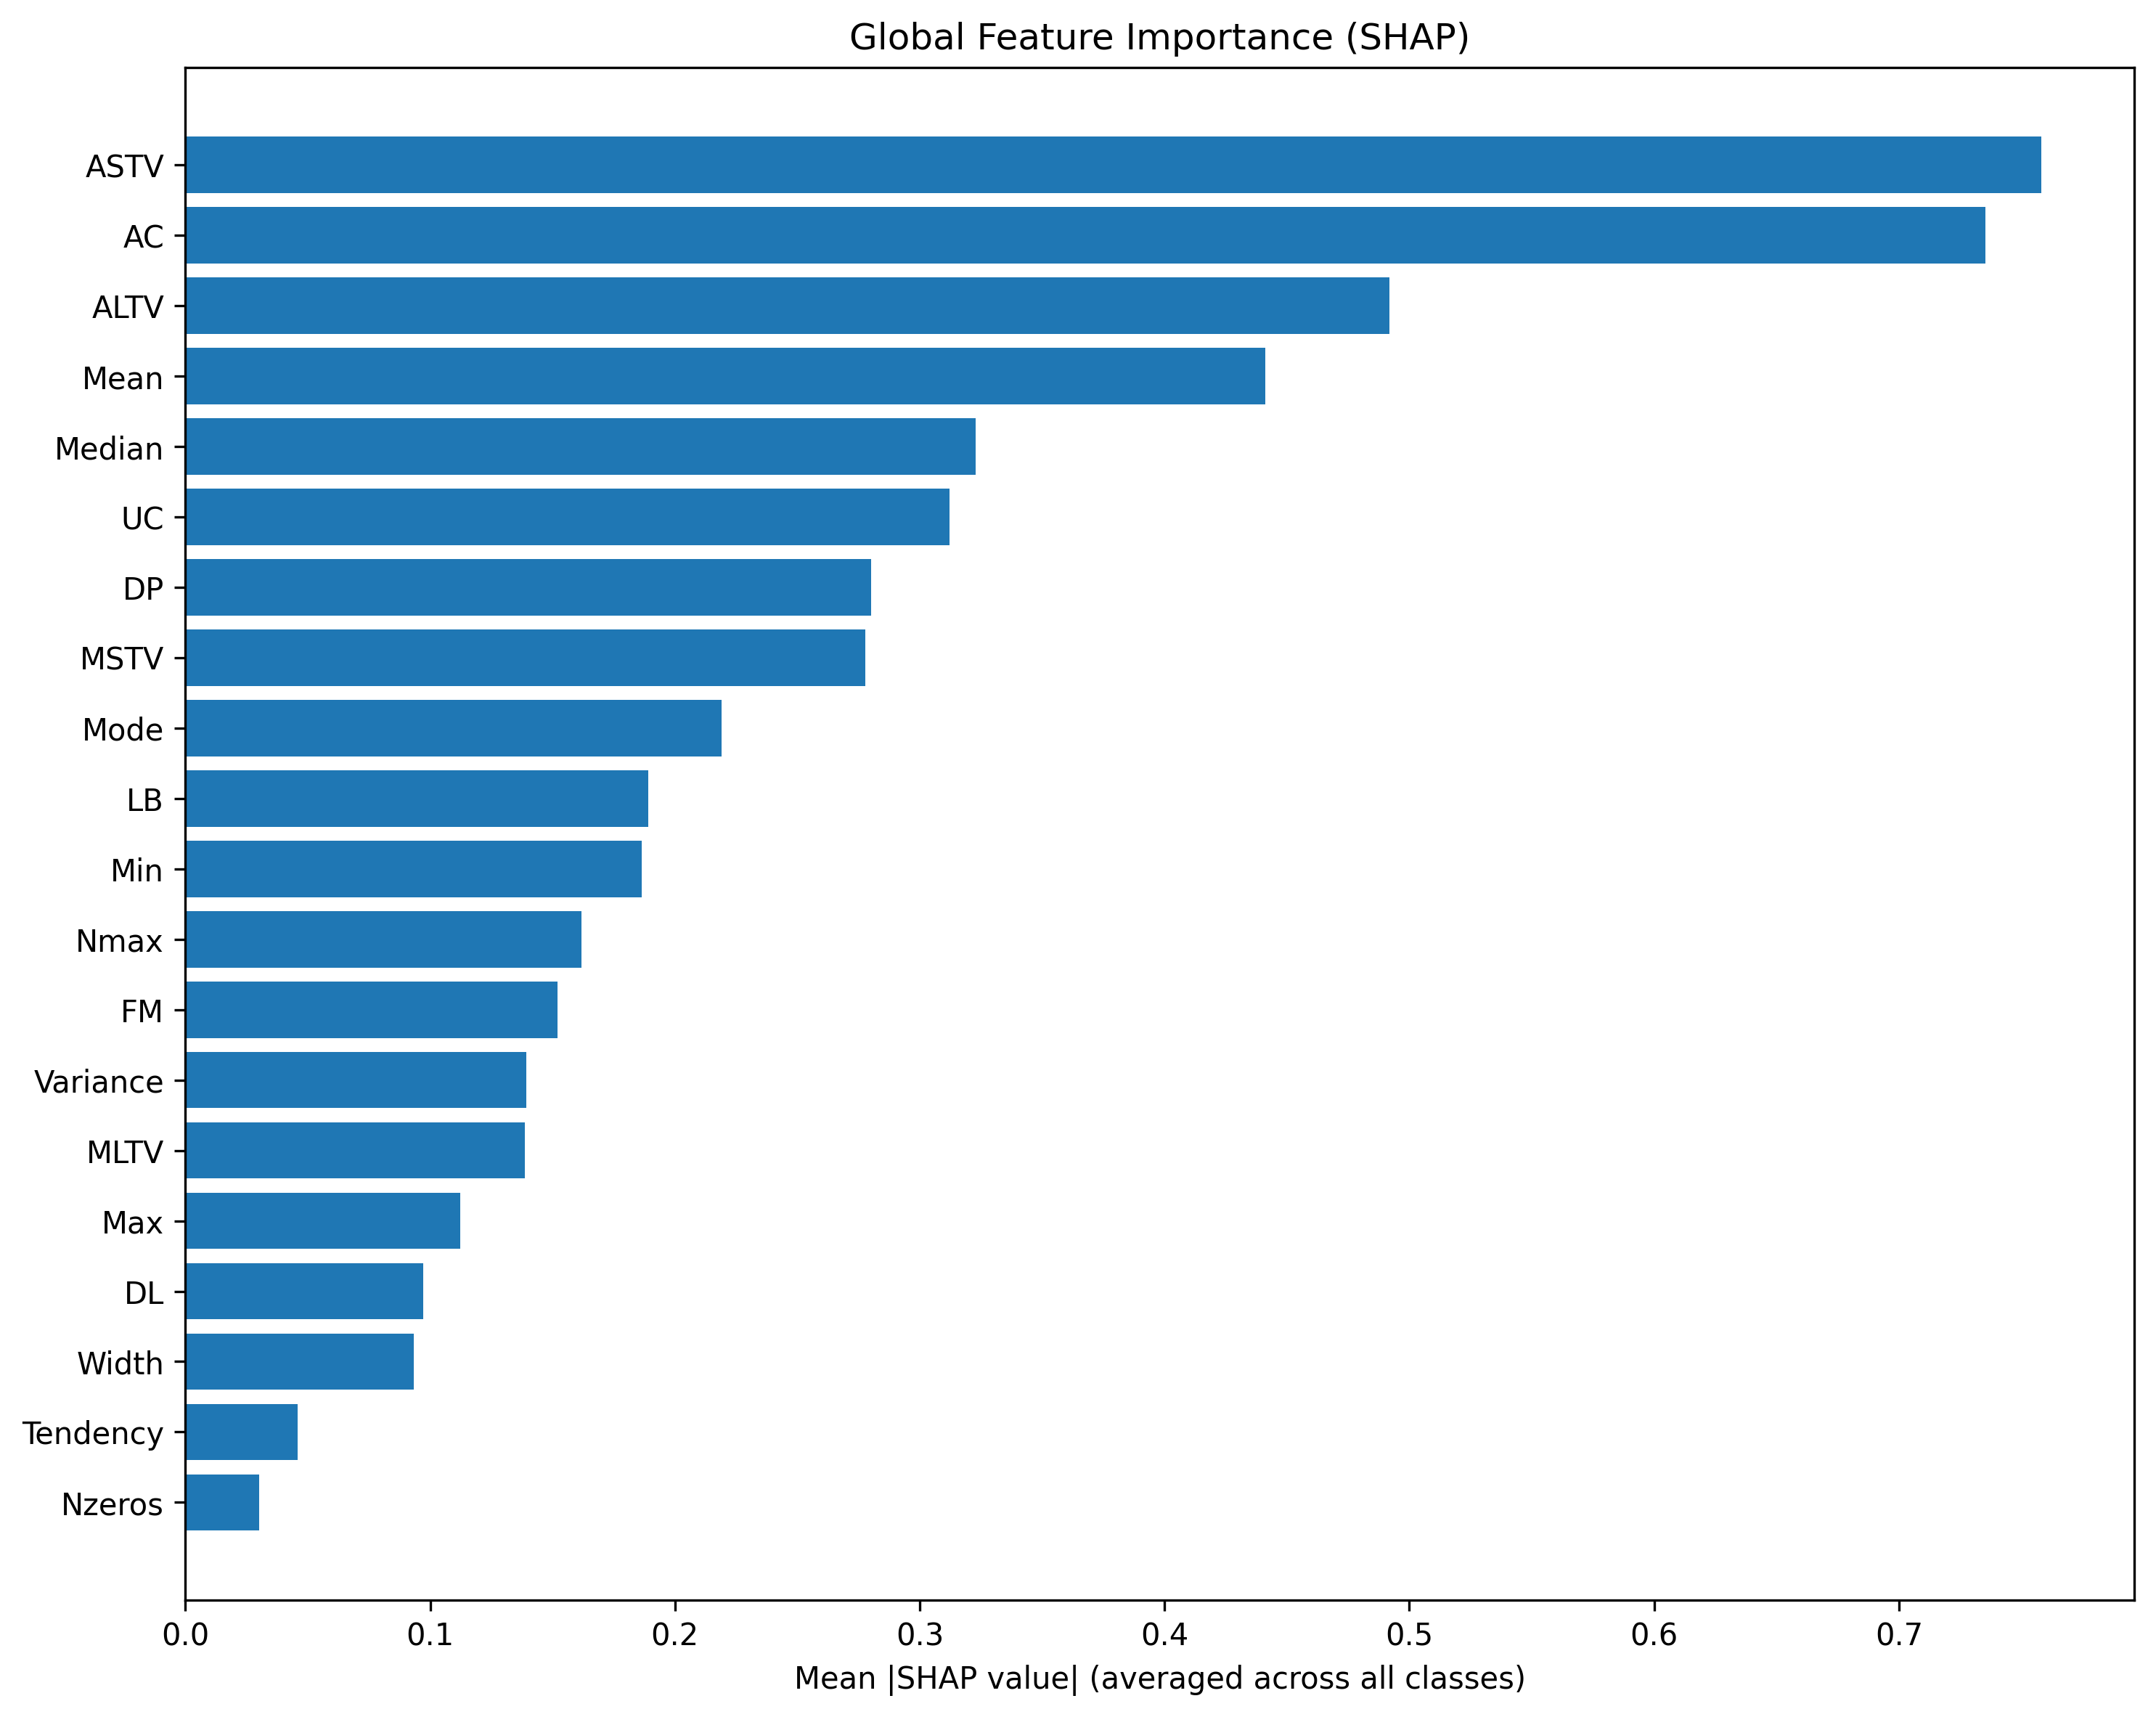 Global Feature Importance (SHAP)
ASTV
AC
ALTV
Mean
Median
UC
DP
MSTV
Mode
LB
Min
Nmax
FM
Variance
MLTV
Max
DL
Width
Tendency
Nzeros
0.0 0.1 0.2 0.3 0.4 0.5 0.6 0.7
Mean |SHAP value| (averaged across all classes)